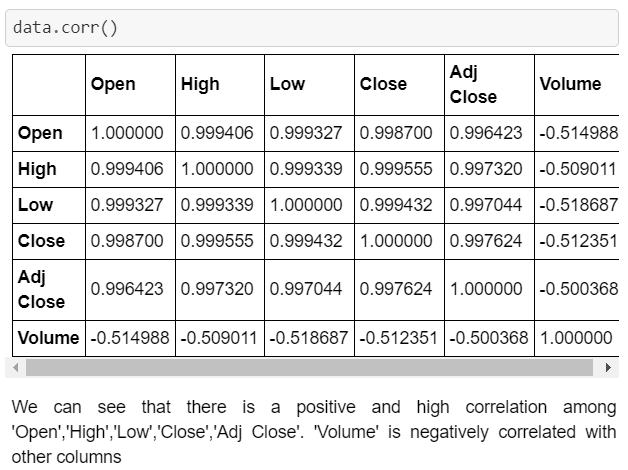 data.corr()
Open High Low Close Adj Close Volume
Open 1.000000 0.999406 0.999327 0.998700 0.996423 -0.514988
High 0.999406 1.000000 0.999339 0.999555 0.997320 -0.509011
Low 0.999327 0.999339 1.000000 0.999432 0.997044 -0.518687
Close 0.998700 0.999555 0.999432 1.000000 0.997624 -0.512351
Adj Close 0.996423 0.997320 0.997044 0.997624 1.000000 -0.500368
Volume -0.514988 -0.509011 -0.518687 -0.512351 -0.500368 1.000000
We can see that there is a positive and high correlation among
'Open','High','Low','Close','Adj Close'. 'Volume' is negatively correlated with
other columns